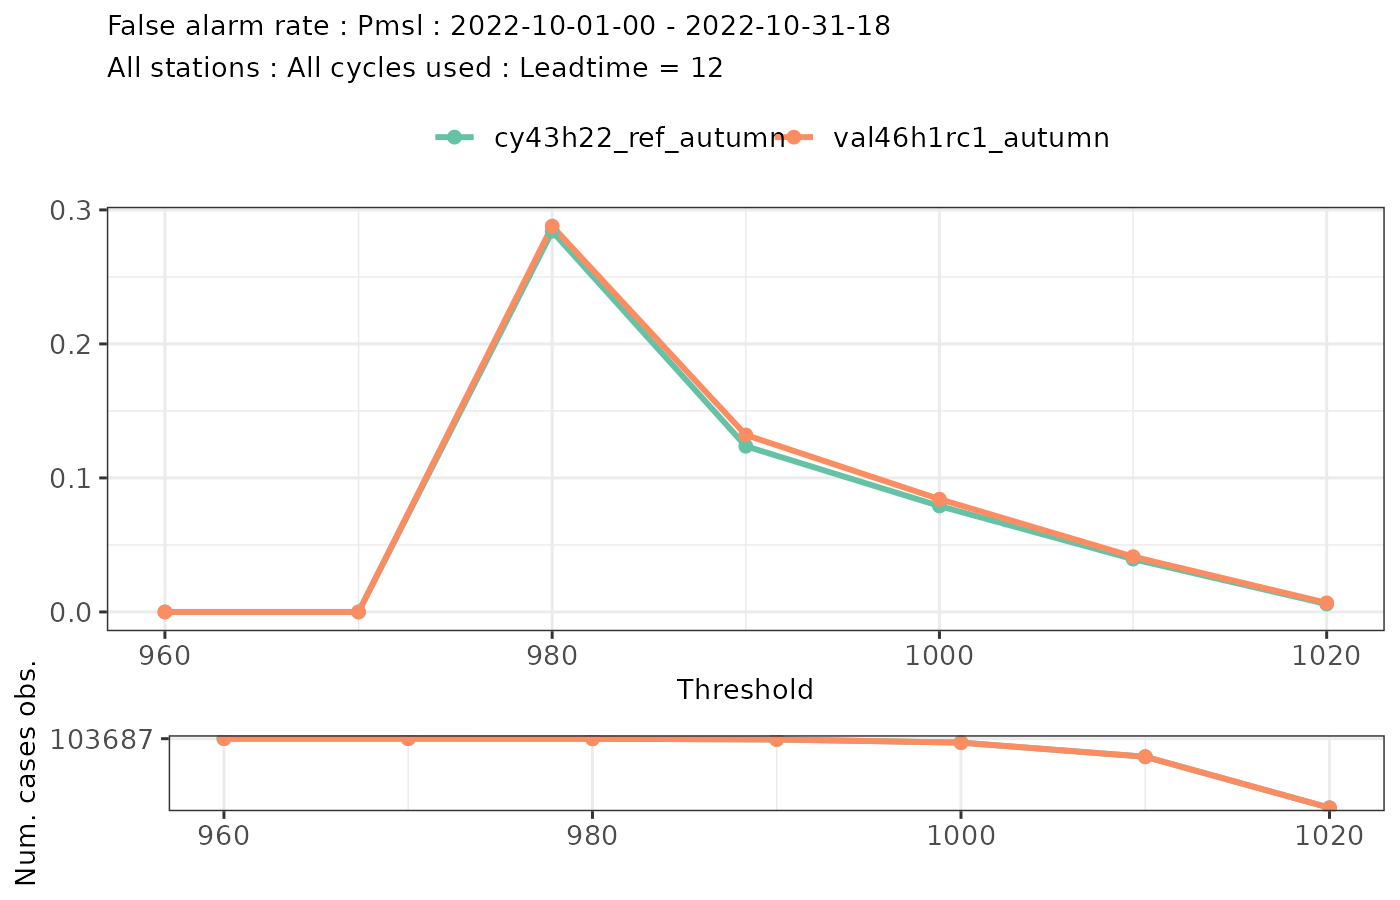 False alarm rate : Pmsl : 2022-10-01-00 - 2022-10-31-18
All stations : All cycles used : Leadtime = 12
cy43h22_ref_autumn val46h1rc1_autumn
0.3
0.2
0.1
0.0
960 980 1000 1020
Threshold
Num. cases obs.
103687
960 980 1000 1020